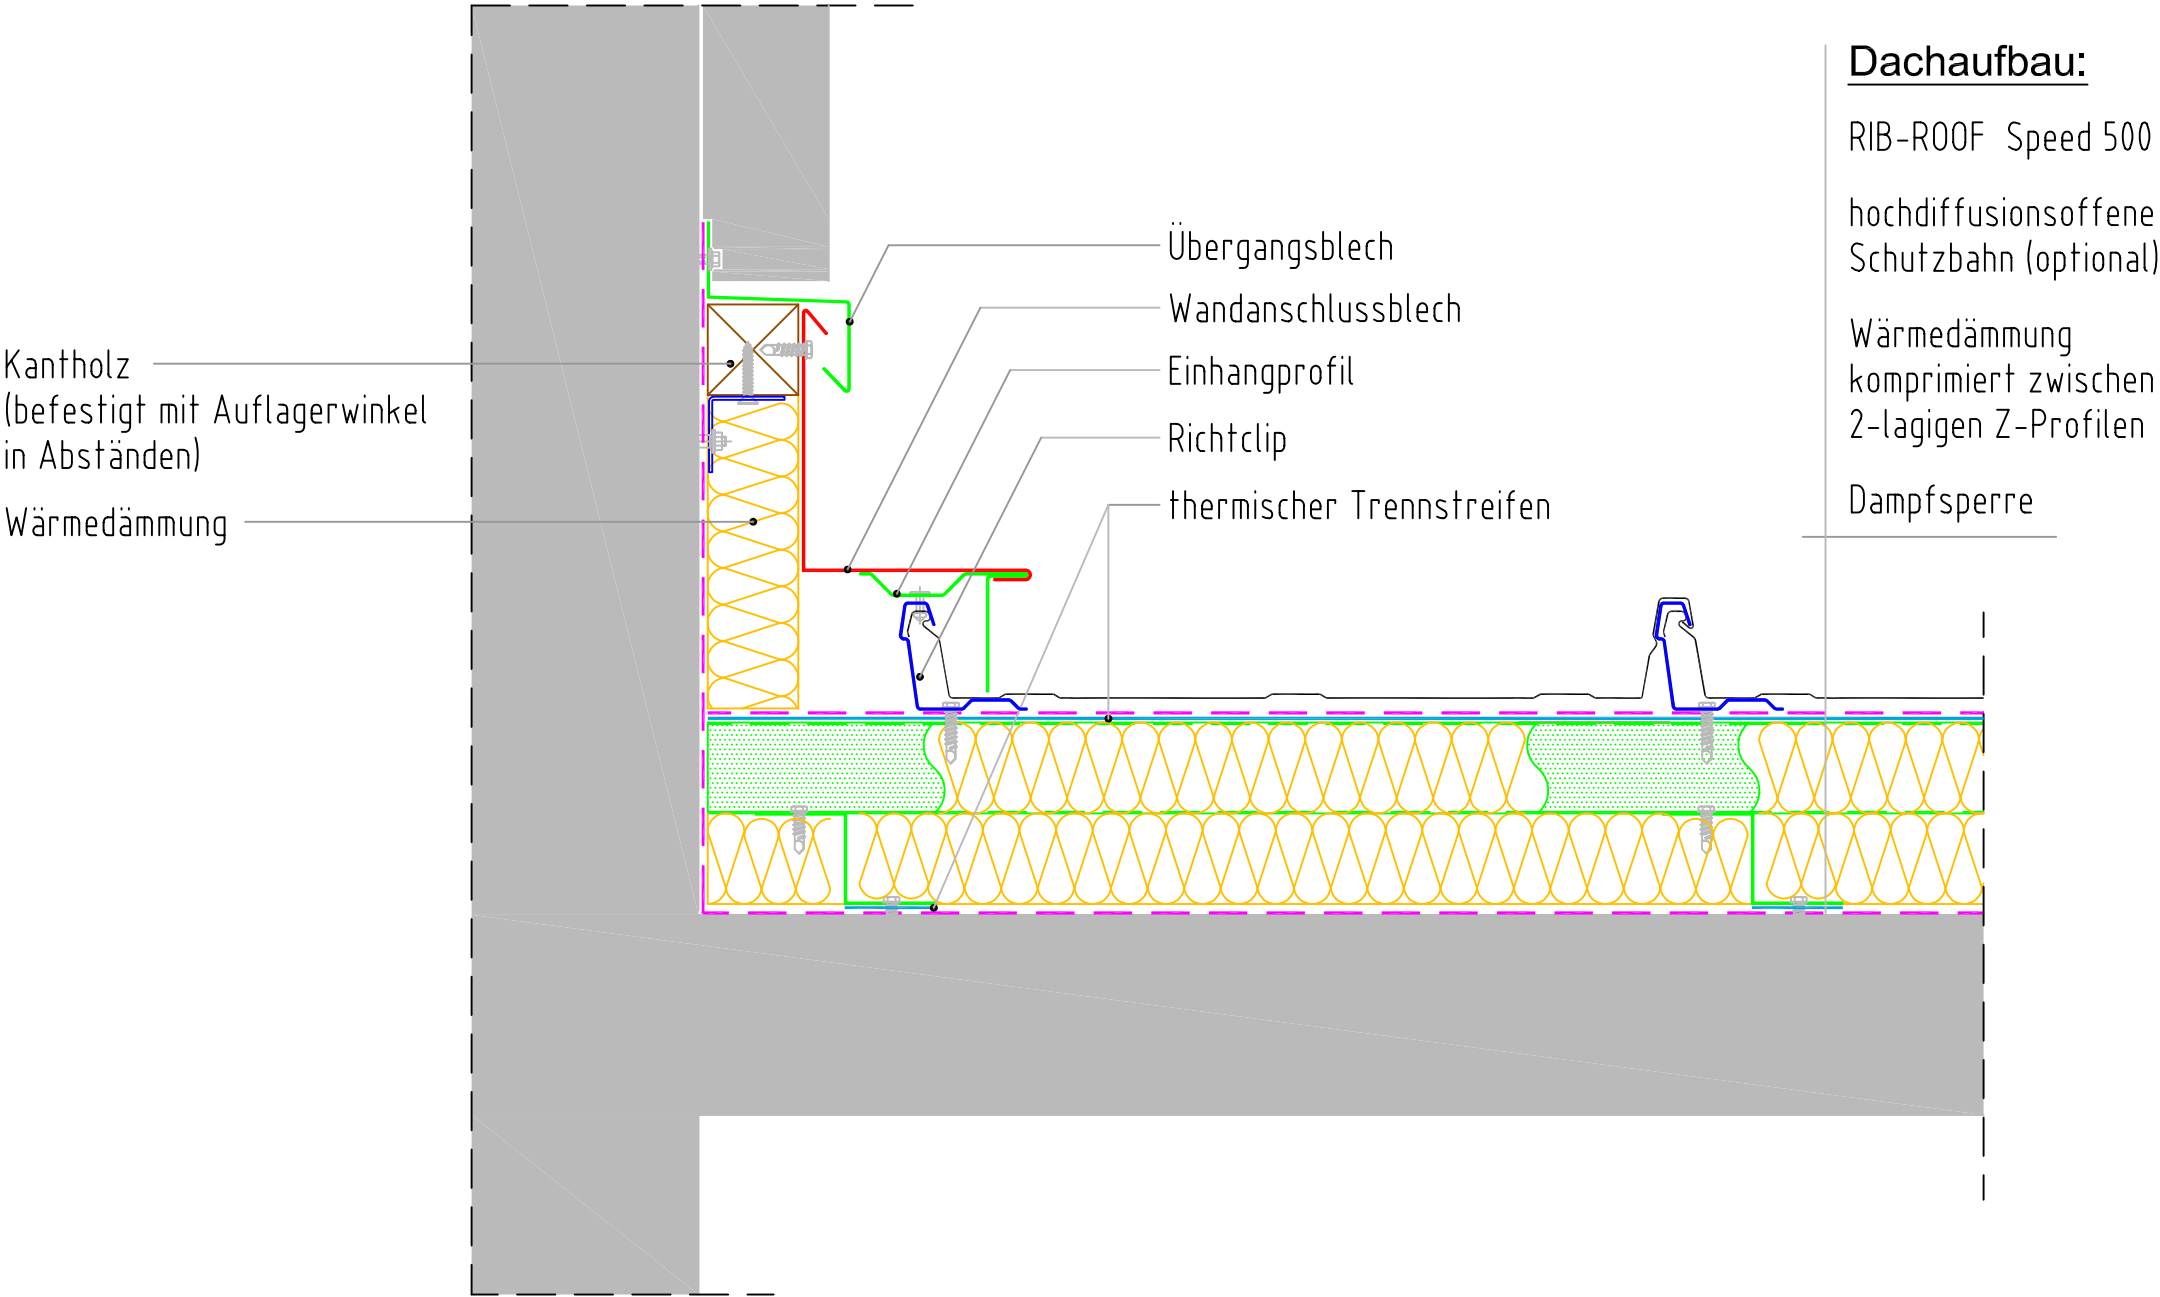 Dachaufbau:
RIB-ROOF Speed 500
hochdiffusionsoffene
Schutzbahn (optional)
Wärmedämmung
komprimiert zwischen
2-lagigen Z-Profilen
Dampfsperre
Übergangsblech
Wandanschlussblech
Einhangprofil
Richtclip
thermischer Trennstreifen
Kantholz
(befestigt mit Auflagerwinkel
in Abständen)
Wärmedämmung